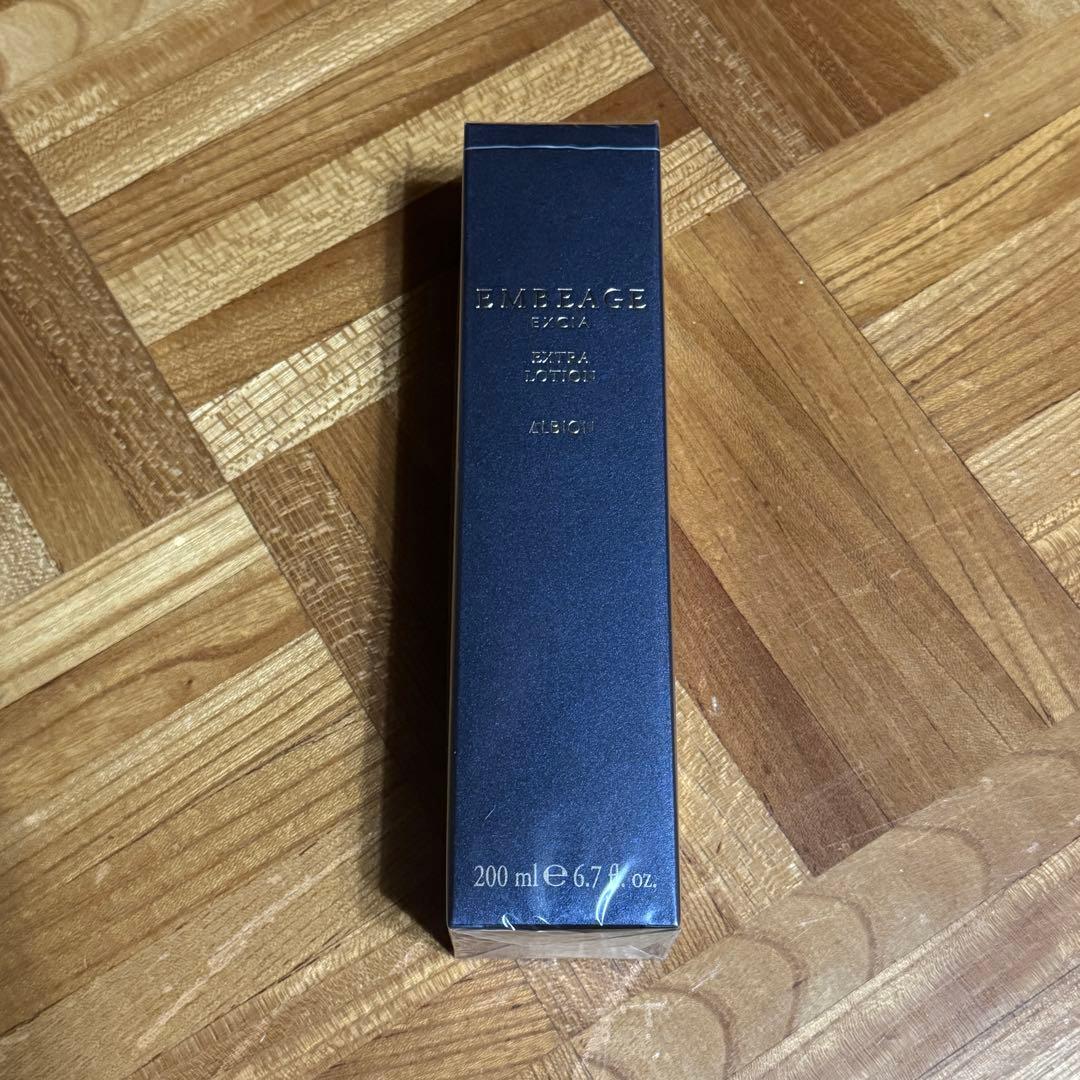 EMBEAGE
EXCIA
EXTRA
LOTION
ALBION
200 ml ℮ 6.7 fl. oz.